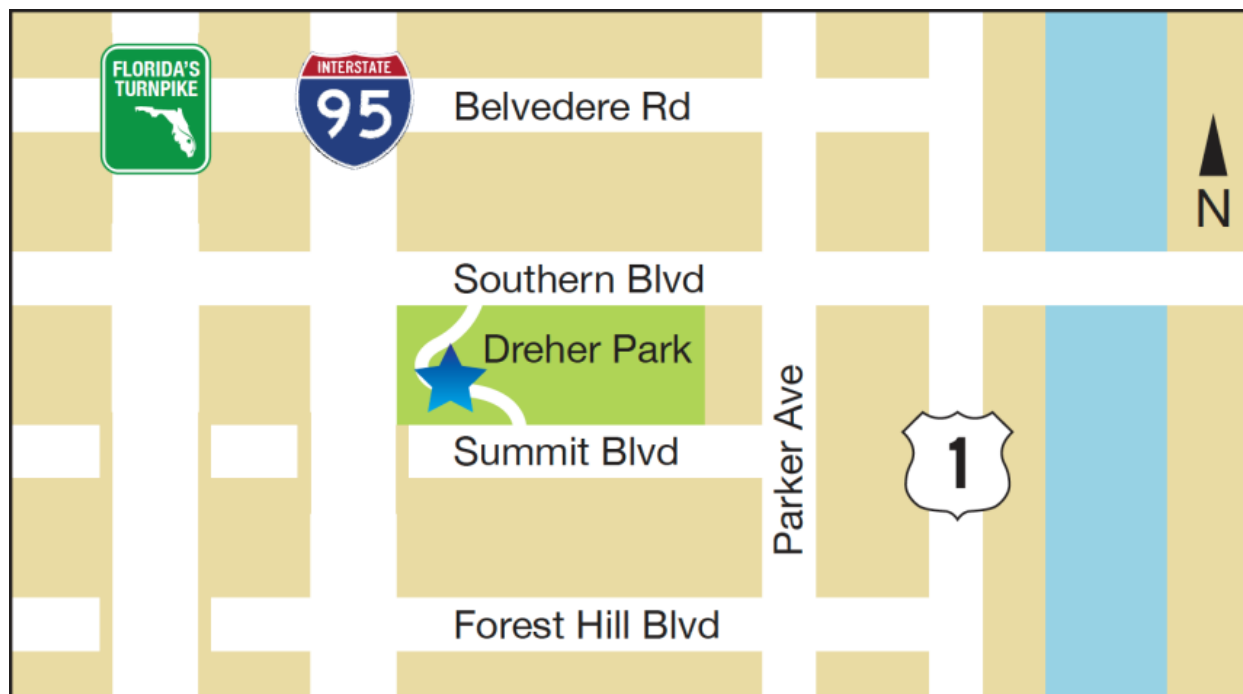 FLORIDA'S
TURNPIKE
INTERSTATE
95
Belvedere Rd
N
Southern Blvd
Dreher Park
Parker Ave
1
Summit Blvd
Forest Hill Blvd